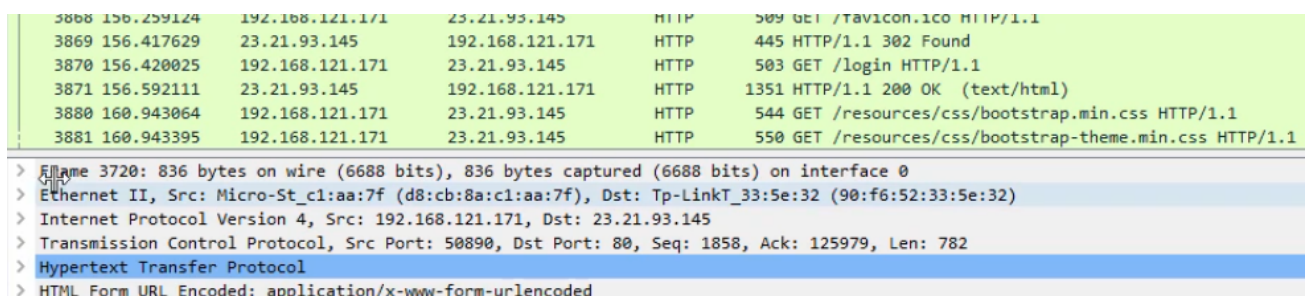 3868 156.259124 192.168.121.171 23.21.93.145 HTTP 509 GET /favicon.ico HTTP/1.1
3869 156.417629 23.21.93.145 192.168.121.171 HTTP 445 HTTP/1.1 302 Found
3870 156.420025 192.168.121.171 23.21.93.145 HTTP 503 GET /login HTTP/1.1
3871 156.592111 23.21.93.145 192.168.121.171 HTTP 1351 HTTP/1.1 200 OK (text/html)
3880 160.943064 192.168.121.171 23.21.93.145 HTTP 544 GET /resources/css/bootstrap.min.css HTTP/1.1
3881 160.943395 192.168.121.171 23.21.93.145 HTTP 550 GET /resources/css/bootstrap-theme.min.css HTTP/1.1
> Frame 3720: 836 bytes on wire (6688 bits), 836 bytes captured (6688 bits) on interface 0
> Ethernet II, Src: Micro-St_c1:aa:7f (d8:cb:8a:c1:aa:7f), Dst: Tp-LinkT_33:5e:32 (90:f6:52:33:5e:32)
> Internet Protocol Version 4, Src: 192.168.121.171, Dst: 23.21.93.145
> Transmission Control Protocol, Src Port: 50890, Dst Port: 80, Seq: 1858, Ack: 125979, Len: 782
> Hypertext Transfer Protocol
> HTML Form URL Encoded: application/x-www-form-urlencoded